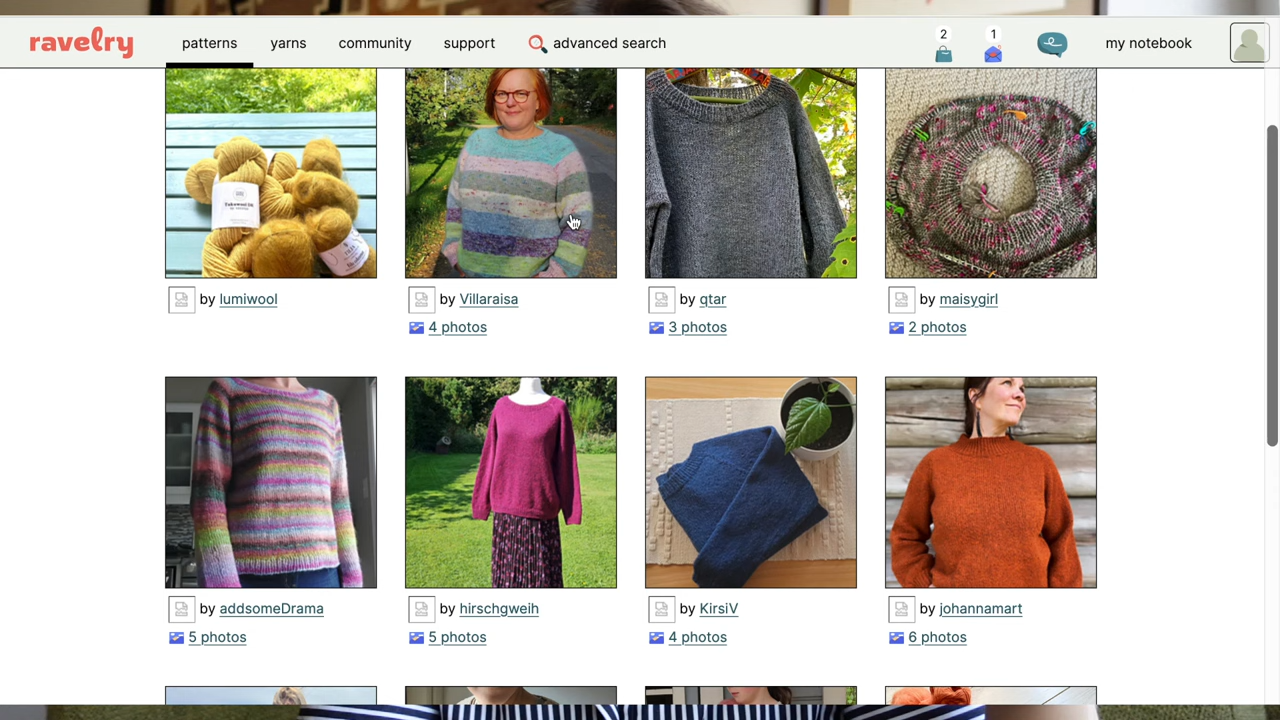 ravelry patterns yarns community support advanced search 2 1 my notebook
by lumiwool by Villaraisa by qtar by maisygirl
4 photos 3 photos 2 photos
by addsomeDrama by hirschgweih by KirsiV by johannamart
5 photos 5 photos 4 photos 6 photos